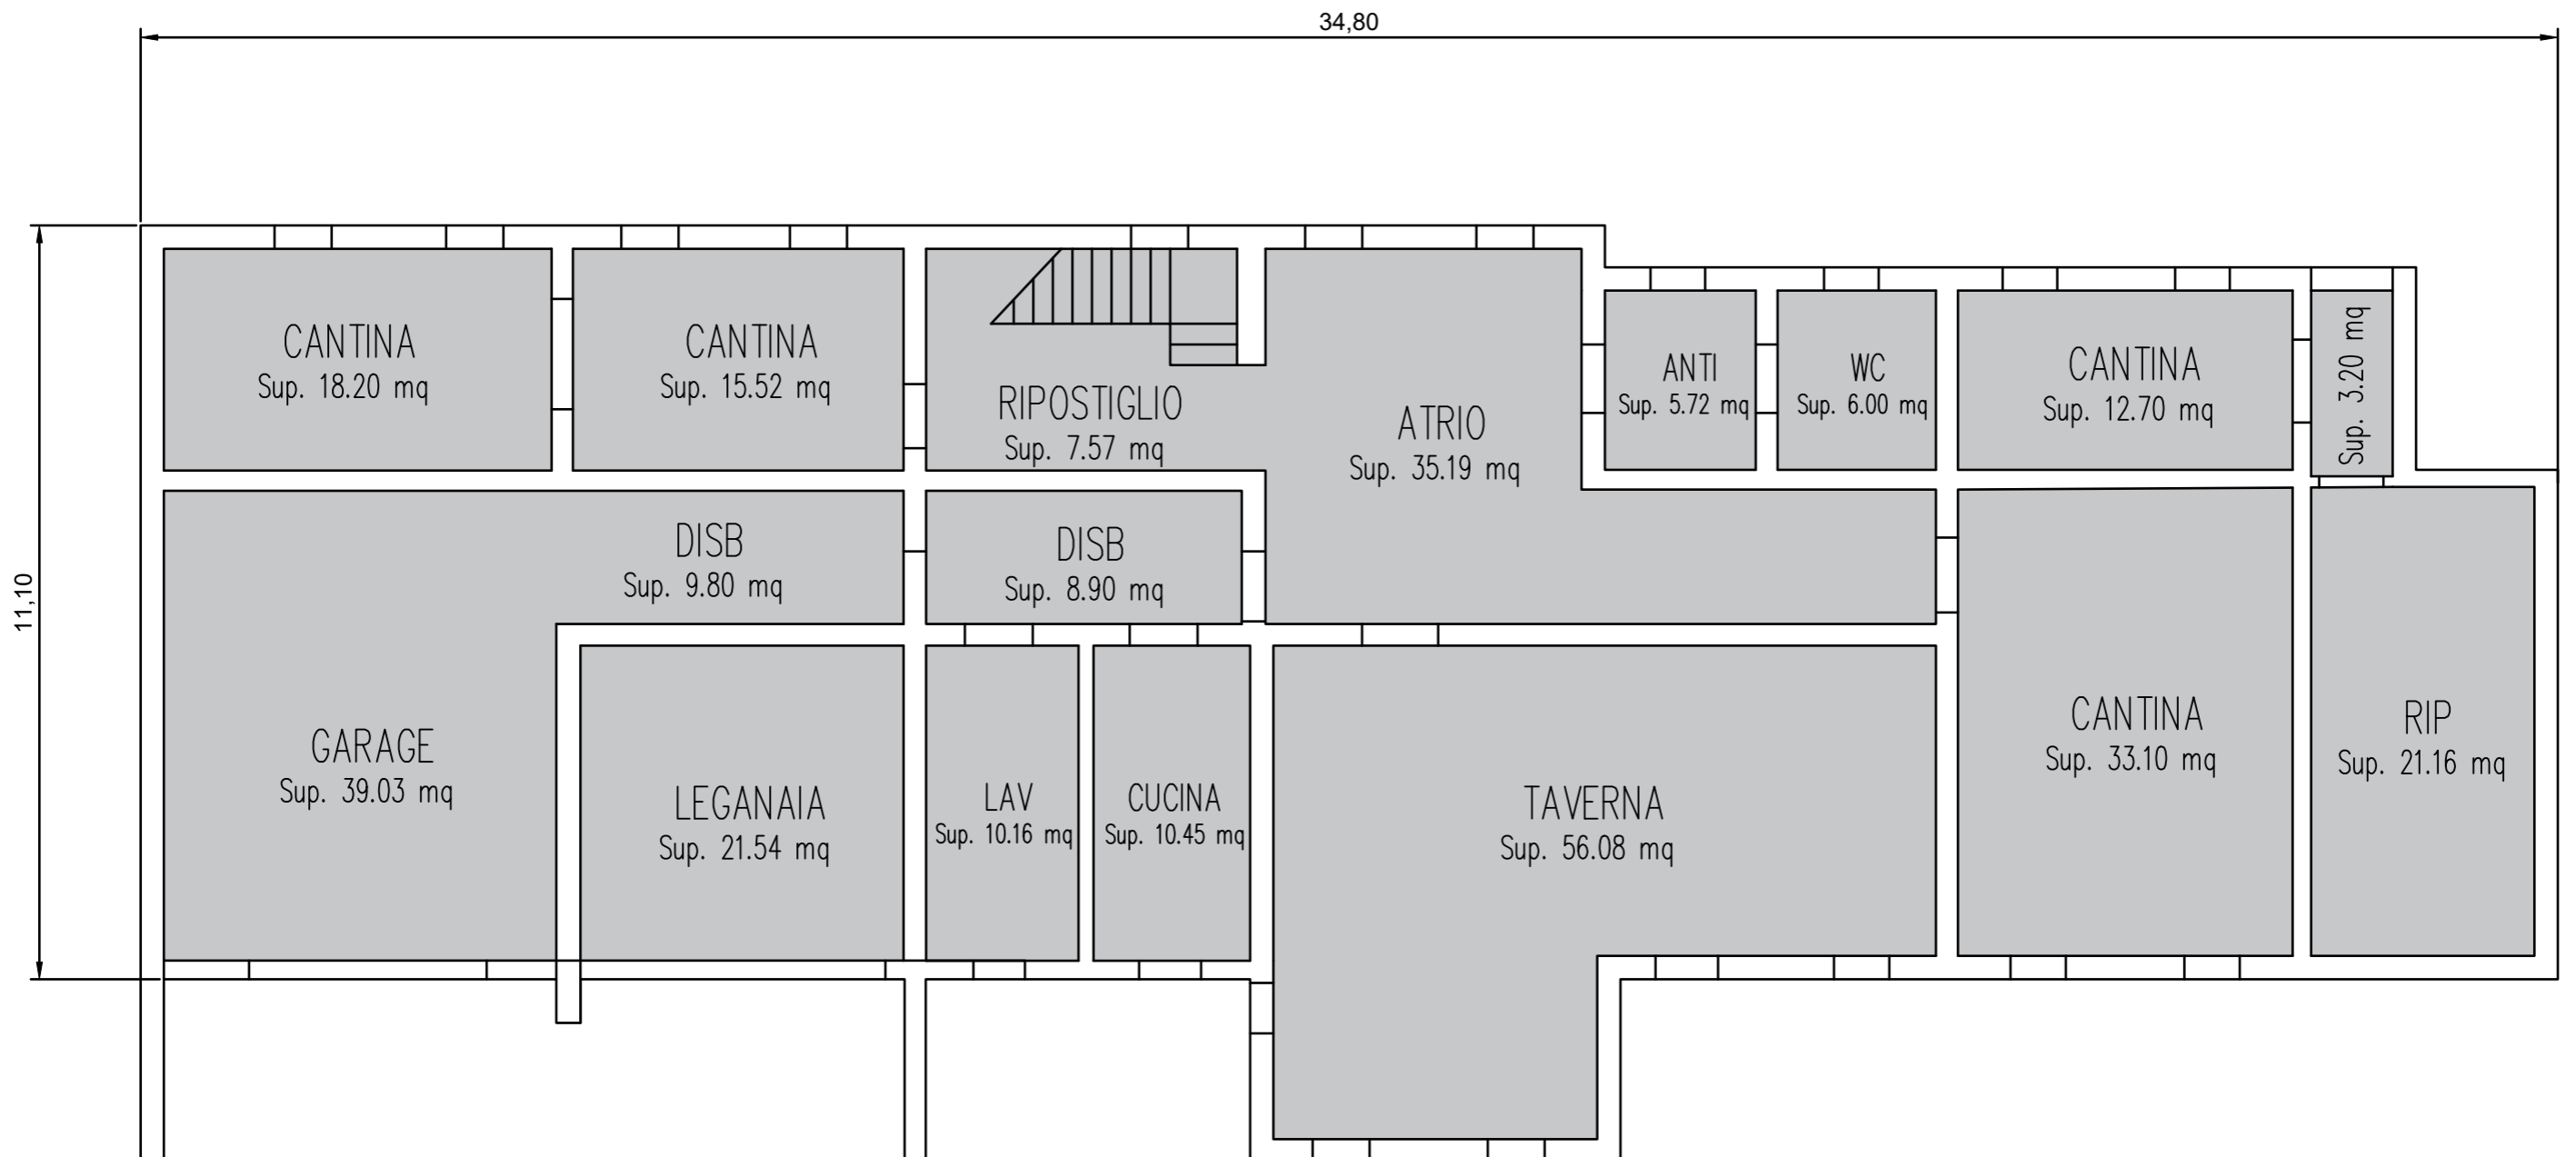 34,80
11,10
CANTINA
Sup. 18.20 mq
CANTINA
Sup. 15.52 mq
RIPOSTIGLIO
Sup. 7.57 mq
ATRIO
Sup. 35.19 mq
ANTI
Sup. 5.72 mq
WC
Sup. 6.00 mq
CANTINA
Sup. 12.70 mq
Sup. 3.20 mq
DISB
Sup. 9.80 mq
DISB
Sup. 8.90 mq
GARAGE
Sup. 39.03 mq
LEGANAIA
Sup. 21.54 mq
LAV
Sup. 10.16 mq
CUCINA
Sup. 10.45 mq
TAVERNA
Sup. 56.08 mq
CANTINA
Sup. 33.10 mq
RIP
Sup. 21.16 mq